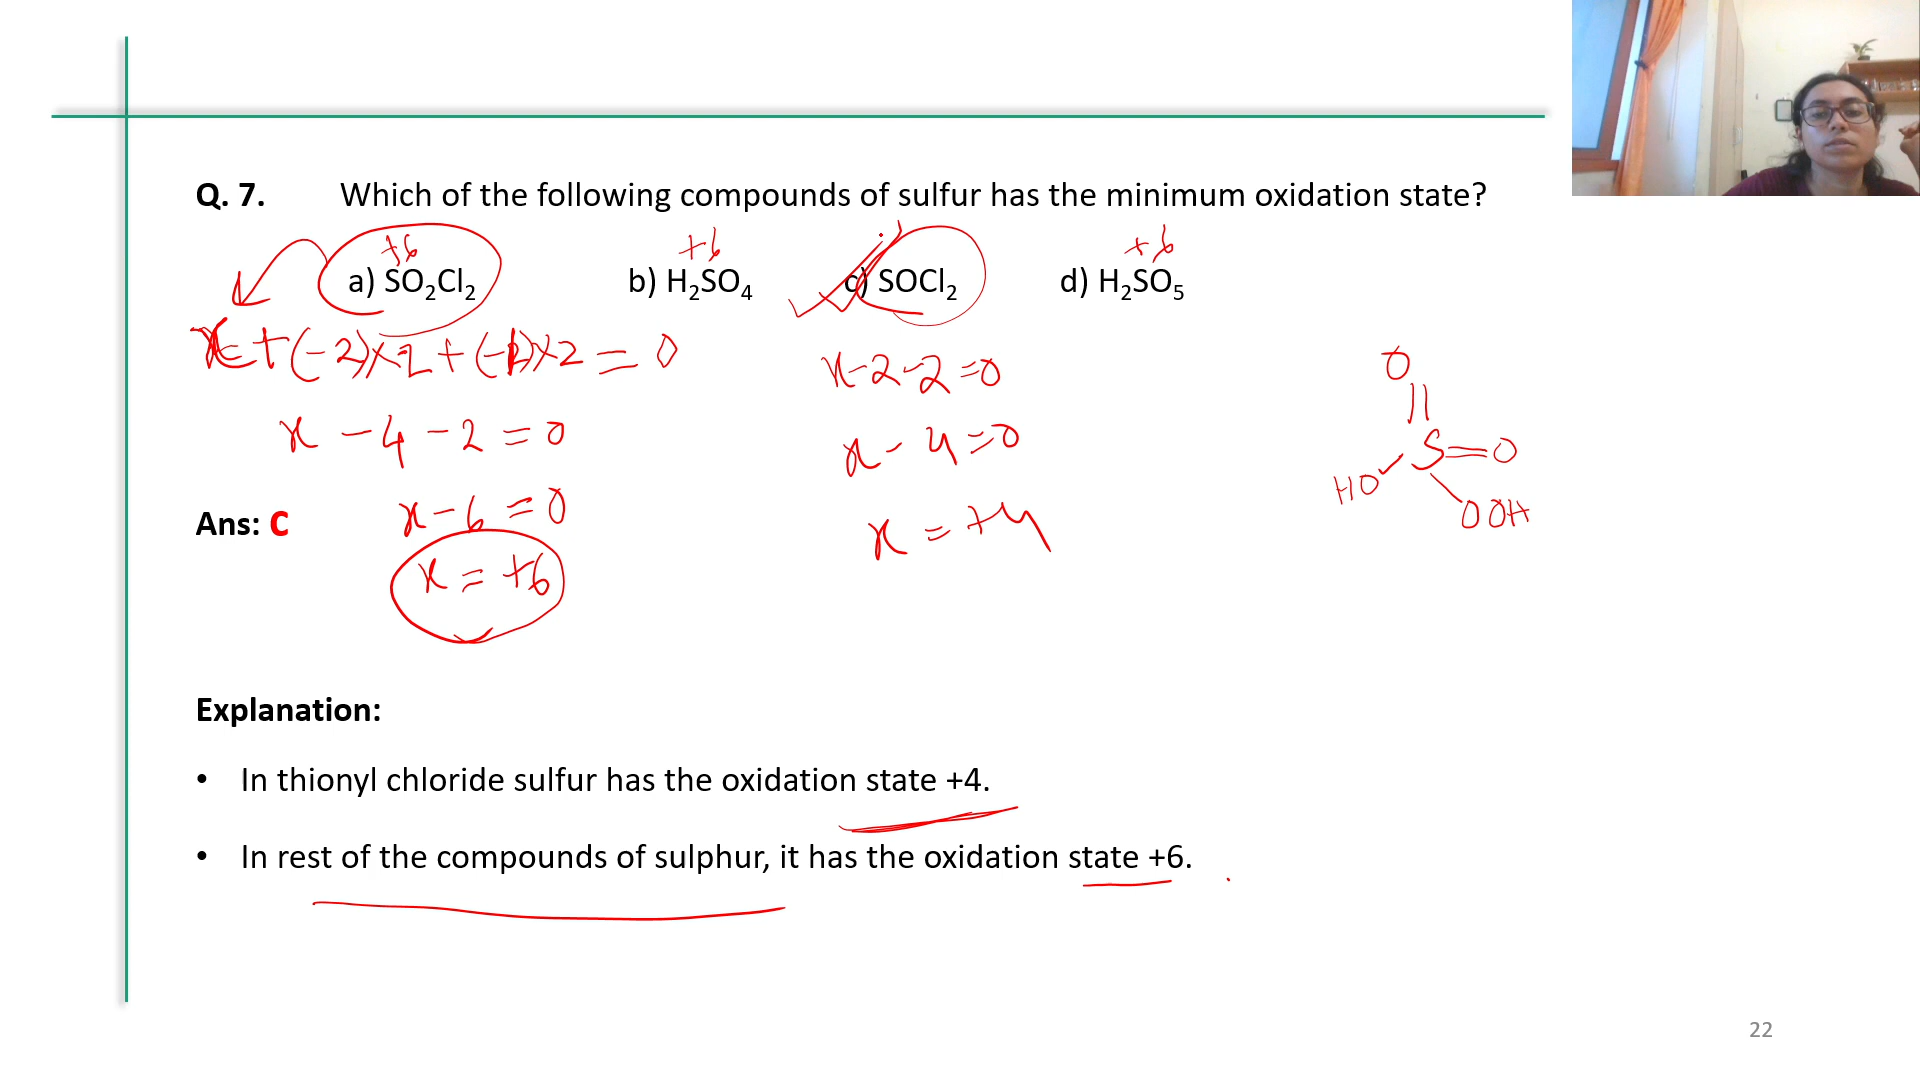 Q. 7. Which of the following compounds of sulfur has the minimum oxidation state?
+6 +6 +6
a) SO₂Cl₂ b) H₂SO₄ c) SOCl₂ d) H₂SO₅
x + (-2)×2 + (-1)×2 = 0
x - 4 - 2 = 0
x - 6 = 0
x = +6
x-2-2=0
x - 4=0
x = +4
O
S=O
HO
OOH
Ans: C
Explanation:
• In thionyl chloride sulfur has the oxidation state +4.
• In rest of the compounds of sulphur, it has the oxidation state +6.
22